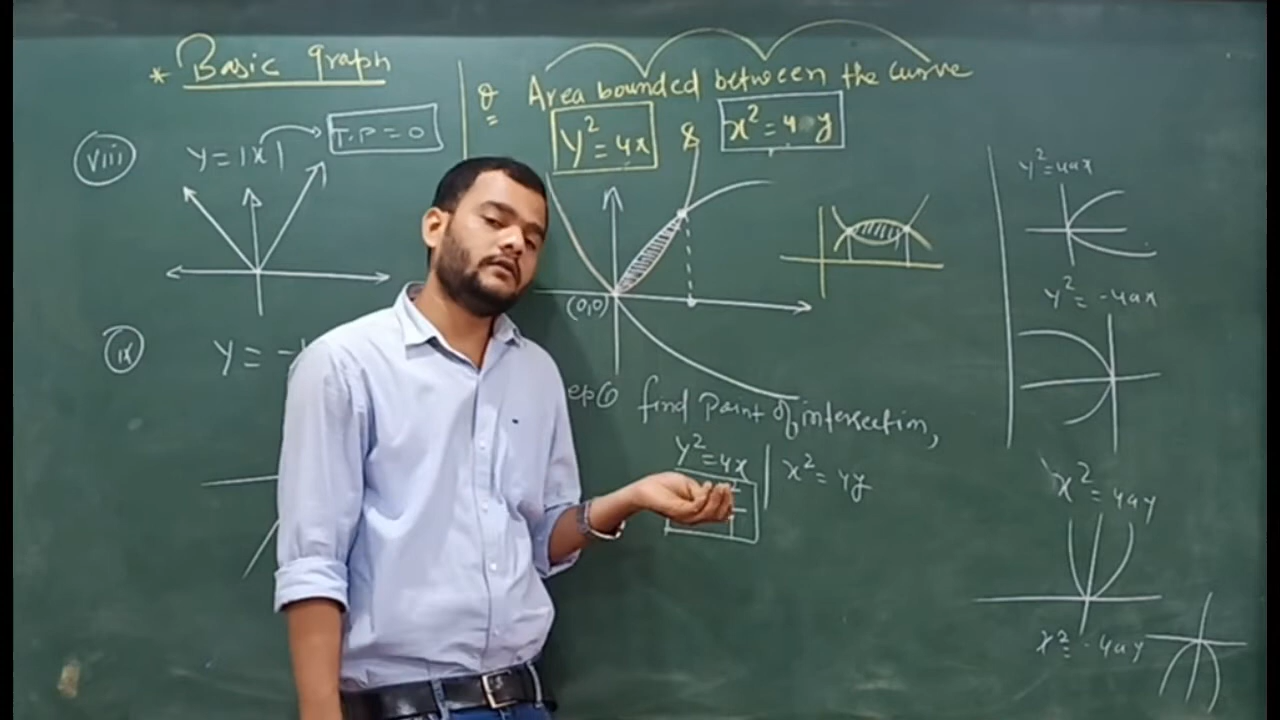 * Basic graph
(viii) y = |x|
T.P = 0
(ix) y = -
Q Area bounded between the curve
y² = 4x & x² = 4y
(0,0)
ep① find Point of intersection,
y² = 4x | x² = 4y
y² = 4ax
y² = -4ax
x² = 4ay
x² = -4ay